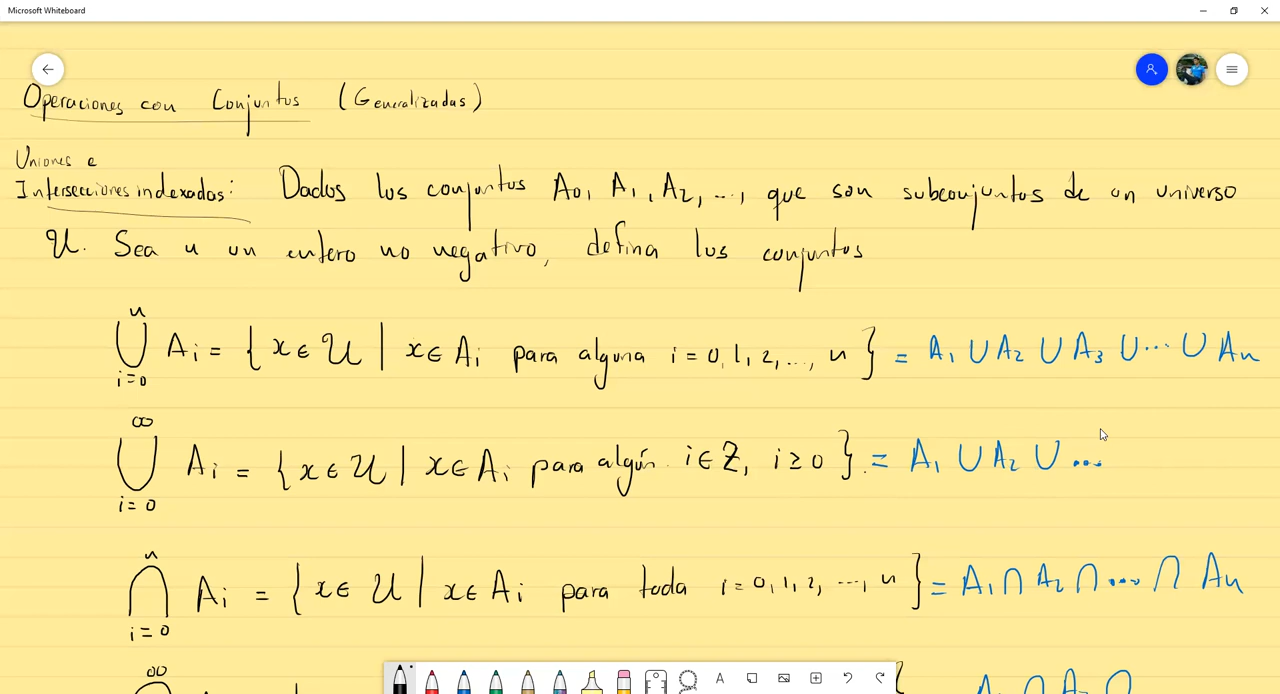 Microsoft Whiteboard
Operaciones con Conjuntos (Generalizadas)
Uniones e
Intersecciones indexadas: Dados los conjuntos A₀, A₁, A₂, ..., que son subconjuntos de un universo
𝒰. Sea n un entero no negativo, defina los conjuntos
⋃ᵢ₌₀ⁿ Aᵢ = { x ∈ 𝒰 | x ∈ Aᵢ para alguna i = 0, 1, 2, ..., n } = A₁ ∪ A₂ ∪ A₃ ∪ ... ∪ Aₙ
⋃ᵢ₌₀^∞ Aᵢ = { x ∈ 𝒰 | x ∈ Aᵢ para algún i ∈ ℤ, i ≥ 0 }. = A₁ ∪ A₂ ∪ ...
⋂ᵢ₌₀ⁿ Aᵢ = { x ∈ 𝒰 | x ∈ Aᵢ para toda i = 0, 1, 2, ..., n } = A₁ ∩ A₂ ∩ ... ∩ Aₙ
∞